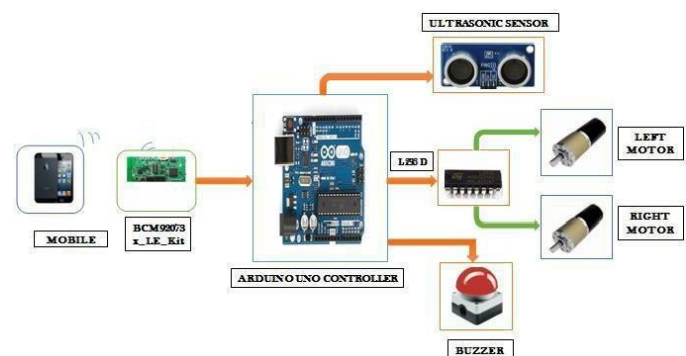 ULTRASONIC SENSOR
LEFT
MOTOR
L293 D
BCM92073
x_LE_Kit
MOBILE
RIGHT
MOTOR
ARDUINO UNO CONTROLLER
BUZZER